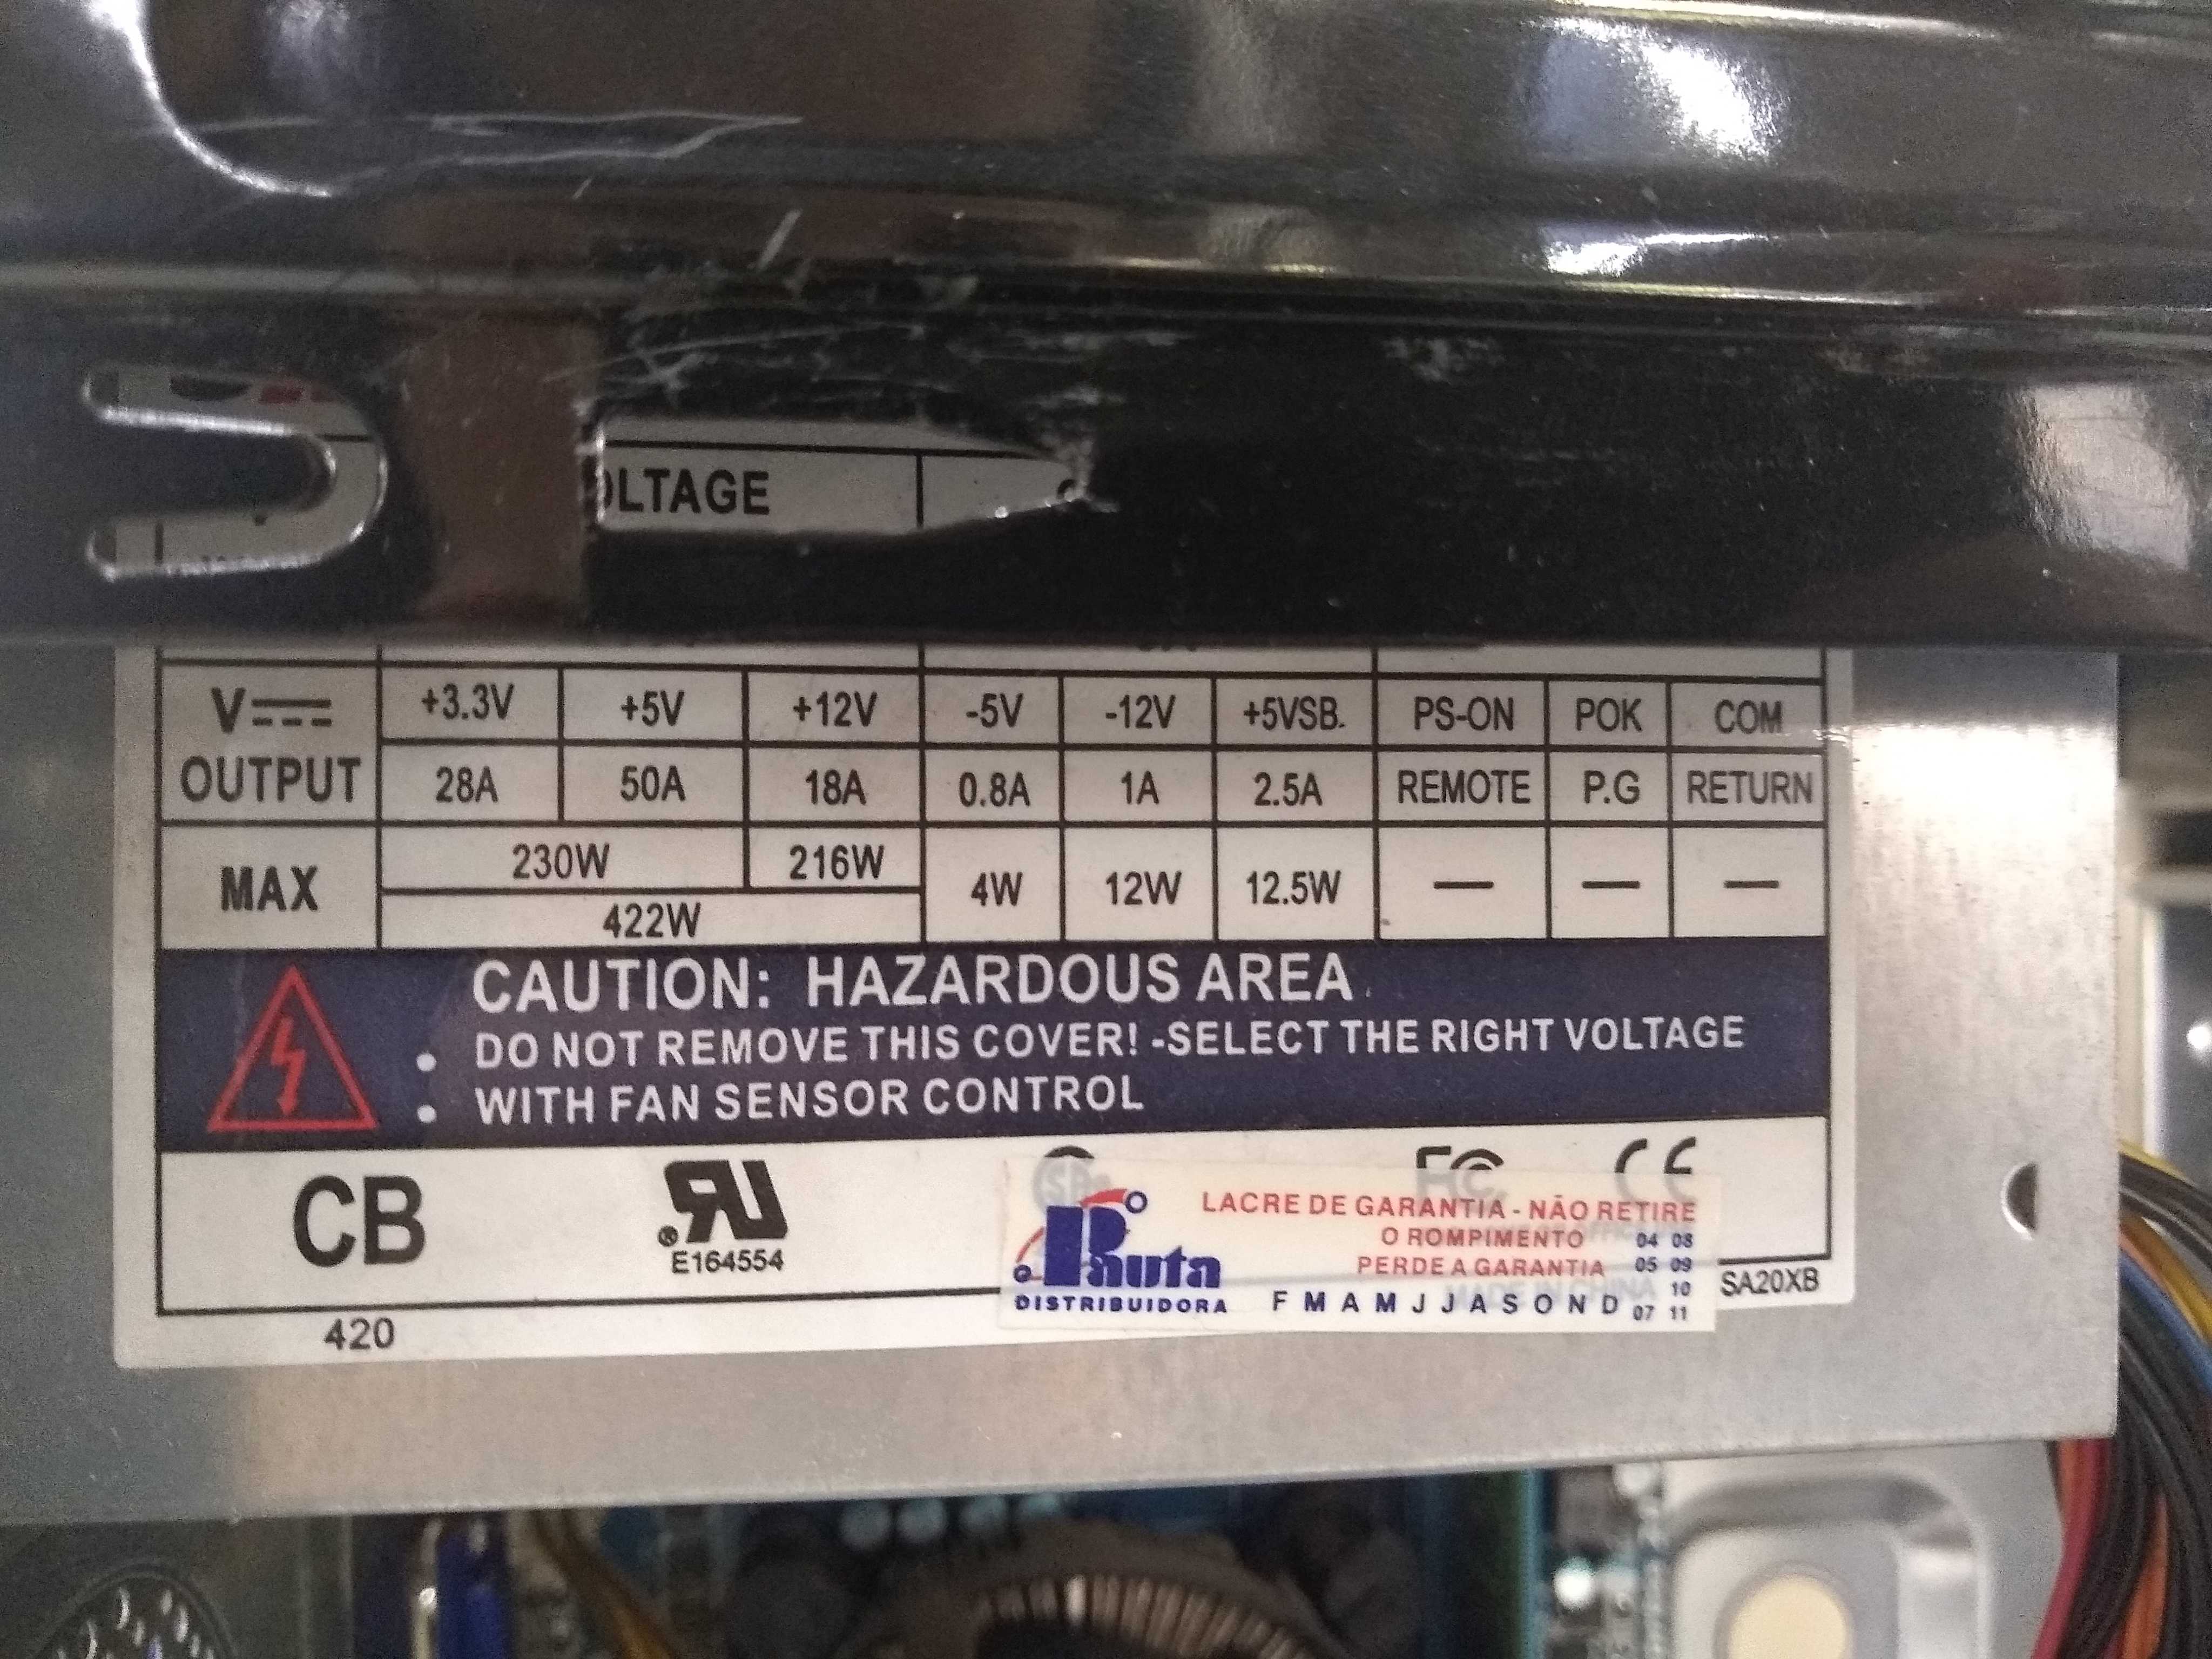 LTAGE
V +3.3V +5V +12V -5V -12V +5VSB. PS-ON POK COM
OUTPUT 28A 50A 18A 0.8A 1A 2.5A REMOTE P.G RETURN
MAX 230W 216W 4W 12W 12.5W — — —
422W
CAUTION: HAZARDOUS AREA
• DO NOT REMOVE THIS COVER! -SELECT THE RIGHT VOLTAGE
• WITH FAN SENSOR CONTROL
CB
E164554
FC CE
Pauta
DISTRIBUIDORA
LACRE DE GARANTIA - NÃO RETIRE
O ROMPIMENTO 04 08
PERDE A GARANTIA 05 09
10
F M A M J J A S O N D 07 11
SA20XB
420